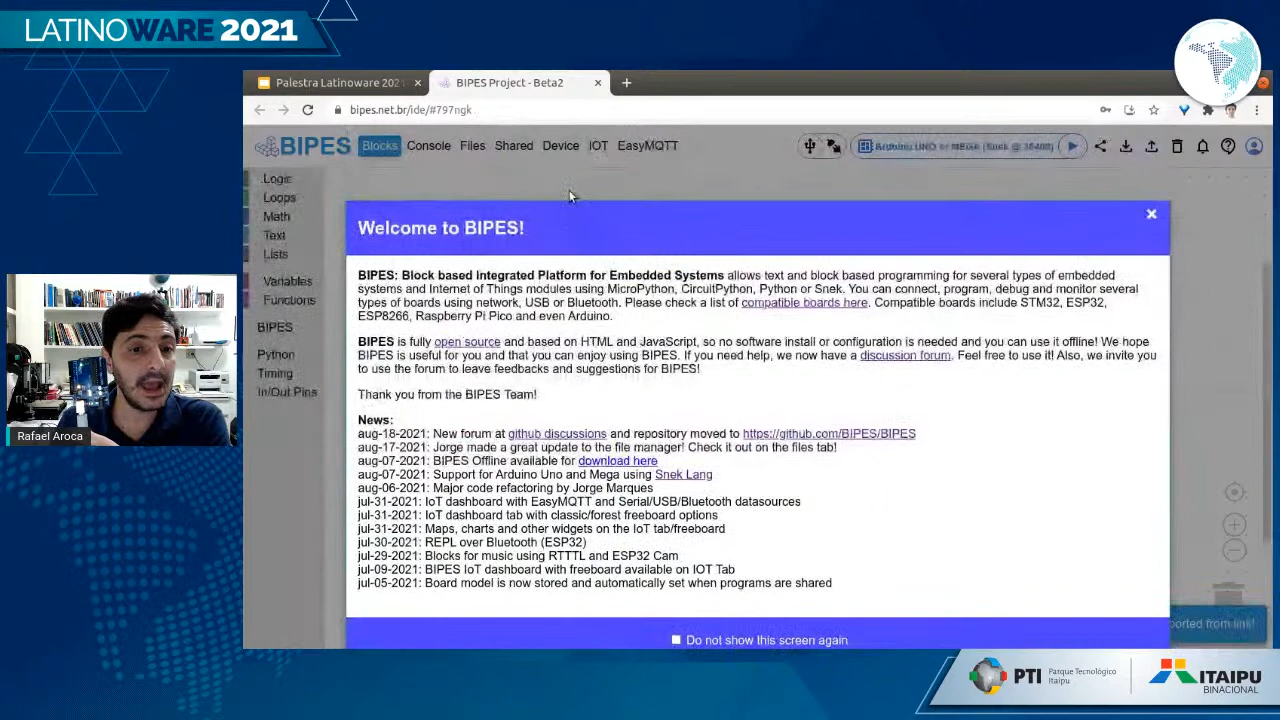 LATINOWARE 2021
Palestra Latinoware 202
BIPES Project - Beta2
bipes.net.br/ide/#797ngk
BIPES Blocks Console Files Shared Device IOT EasyMQTT
Arduino UNO or MEGA (Snek @ 38400)
Logic
Loops
Math
Text
Lists
Variables
Functions
BIPES
Python
Timing
In/Out Pins
Welcome to BIPES!
BIPES: Block based Integrated Platform for Embedded Systems allows text and block based programming for several types of embedded
systems and Internet of Things modules using MicroPython, CircuitPython, Python or Snek. You can connect, program, debug and monitor several
types of boards using network, USB or Bluetooth. Please check a list of compatible boards here. Compatible boards include STM32, ESP32,
ESP8266, Raspberry Pi Pico and even Arduino.
BIPES is fully open source and based on HTML and JavaScript, so no software install or configuration is needed and you can use it offline! We hope
BIPES is useful for you and that you can enjoy using BIPES. If you need help, we now have a discussion forum. Feel free to use it! Also, we invite you
to use the forum to leave feedbacks and suggestions for BIPES!
Thank you from the BIPES Team!
News:
aug-18-2021: New forum at github discussions and repository moved to https://github.com/BIPES/BIPES
aug-17-2021: Jorge made a great update to the file manager! Check it out on the files tab!
aug-07-2021: BIPES Offline available for download here
aug-07-2021: Support for Arduino Uno and Mega using Snek Lang
aug-06-2021: Major code refactoring by Jorge Marques
jul-31-2021: IoT dashboard with EasyMQTT and Serial/USB/Bluetooth datasources
jul-31-2021: IoT dashboard tab with classic/forest freeboard options
jul-31-2021: Maps, charts and other widgets on the IoT tab/freeboard
jul-30-2021: REPL over Bluetooth (ESP32)
jul-29-2021: Blocks for music using RTTTL and ESP32 Cam
jul-09-2021: BIPES IoT dashboard with freeboard available on IOT Tab
jul-05-2021: Board model is now stored and automatically set when programs are shared
Do not show this screen again
ported from link!
Rafael Aroca
PTI Parque Tecnológico
Itaipu
ITAIPU
BINACIONAL